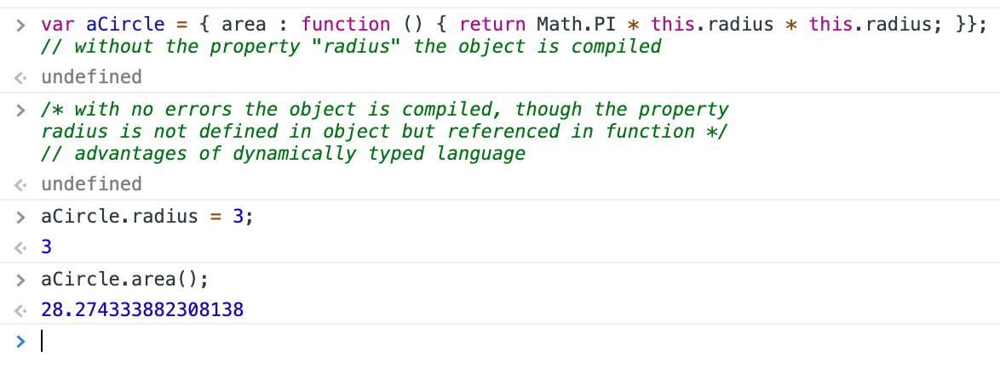 > var aCircle = { area : function () { return Math.PI * this.radius * this.radius; }};
// without the property "radius" the object is compiled
< undefined
> /* with no errors the object is compiled, though the property
radius is not defined in object but referenced in function */
// advantages of dynamically typed language
< undefined
> aCircle.radius = 3;
< 3
> aCircle.area();
< 28.274333882308138
>